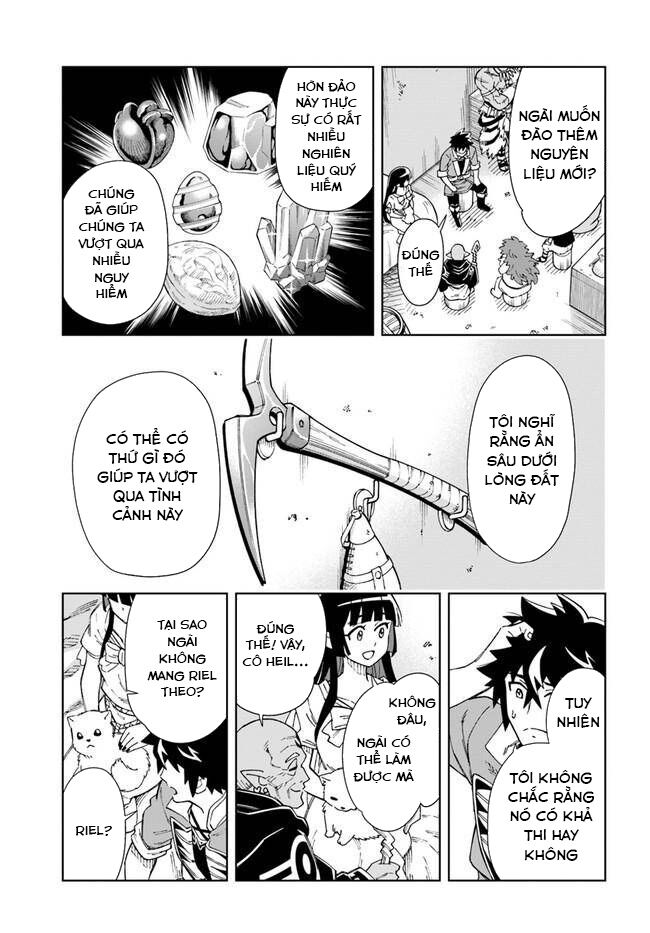 NGÀI MUỐN
ĐÀO THÊM
NGUYÊN
LIỆU MỚI?
ĐÚNG
THẾ
HÒN ĐẢO
NÀY THỰC
SỰ CÓ RẤT
NHIỀU
NGHIÊN
LIỆU QUÝ
HIẾM
CHÚNG
ĐÃ GIÚP
CHÚNG TA
VƯỢT QUA
NHIỀU
NGUY
HIỂM
TÔI NGHĨ
RẰNG ẨN
SÂU DƯỚI
LÒNG ĐẤT
NÀY
CÓ THỂ CÓ
THỨ GÌ ĐÓ
GIÚP TA VƯỢT
QUA TÌNH
CẢNH NÀY
TUY
NHIÊN
TÔI KHÔNG
CHẮC RẰNG
NÓ CÓ KHẢ
THI HAY
KHÔNG
KHÔNG
ĐÂU,
NGÀI CÓ
THỂ LÀM
ĐƯỢC MÀ
ĐÚNG
THẾ! VẬY,
CÔ HEIL...
TẠI SAO
NGÀI
KHÔNG
MANG RIEL
THEO?
RIEL?